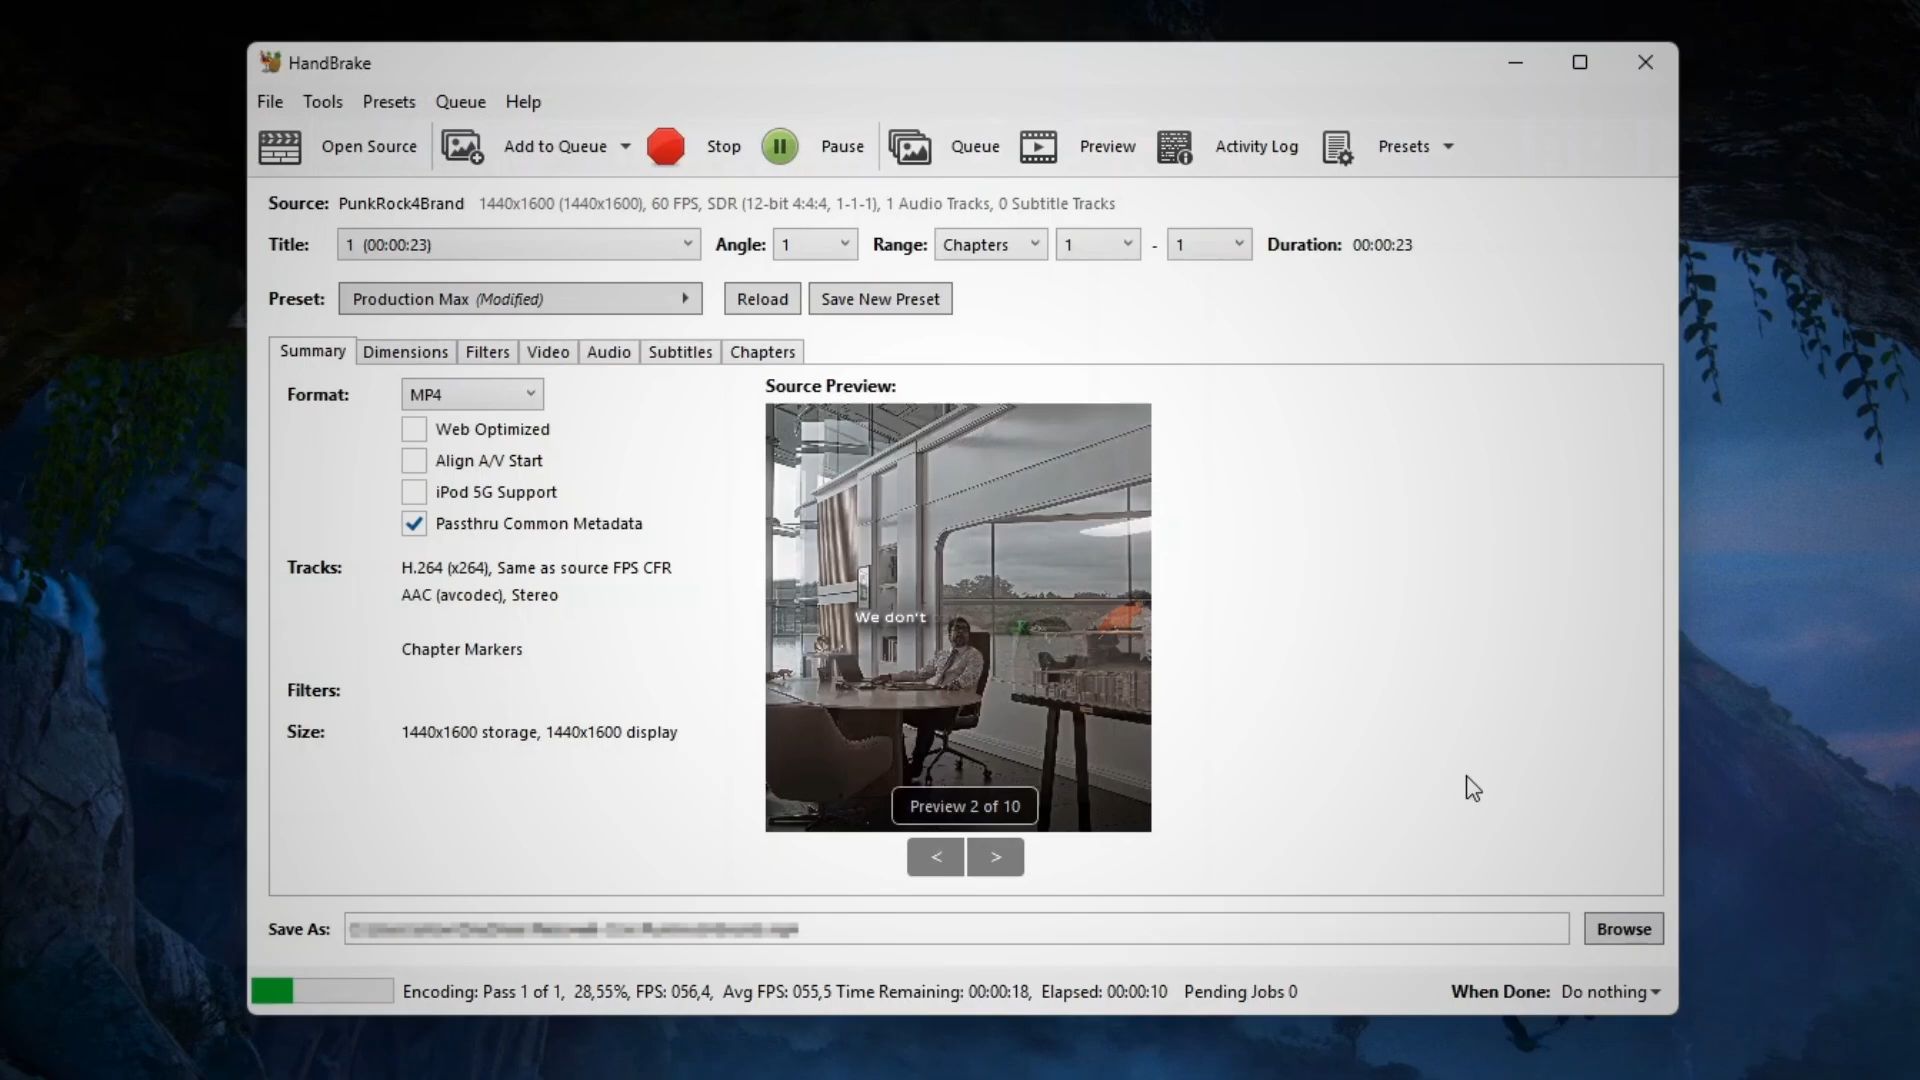 HandBrake
File Tools Presets Queue Help
Open Source Add to Queue Stop Pause Queue Preview Activity Log Presets
Source: PunkRock4Brand 1440x1600 (1440x1600), 60 FPS, SDR (12-bit 4:4:4, 1-1-1), 1 Audio Tracks, 0 Subtitle Tracks
Title: 1 (00:00:23) Angle: 1 Range: Chapters 1 - 1 Duration: 00:00:23
Preset: Production Max (Modified) Reload Save New Preset
Summary Dimensions Filters Video Audio Subtitles Chapters
Format: MP4
Source Preview:
Web Optimized
Align A/V Start
iPod 5G Support
Passthru Common Metadata
Tracks: H.264 (x264), Same as source FPS CFR
AAC (avcodec), Stereo
We don't
Chapter Markers
Filters:
Size: 1440x1600 storage, 1440x1600 display
Preview 2 of 10
< >
Save As: Browse
Encoding: Pass 1 of 1, 28,55%, FPS: 056,4, Avg FPS: 055,5 Time Remaining: 00:00:18, Elapsed: 00:00:10 Pending Jobs 0 When Done: Do nothing